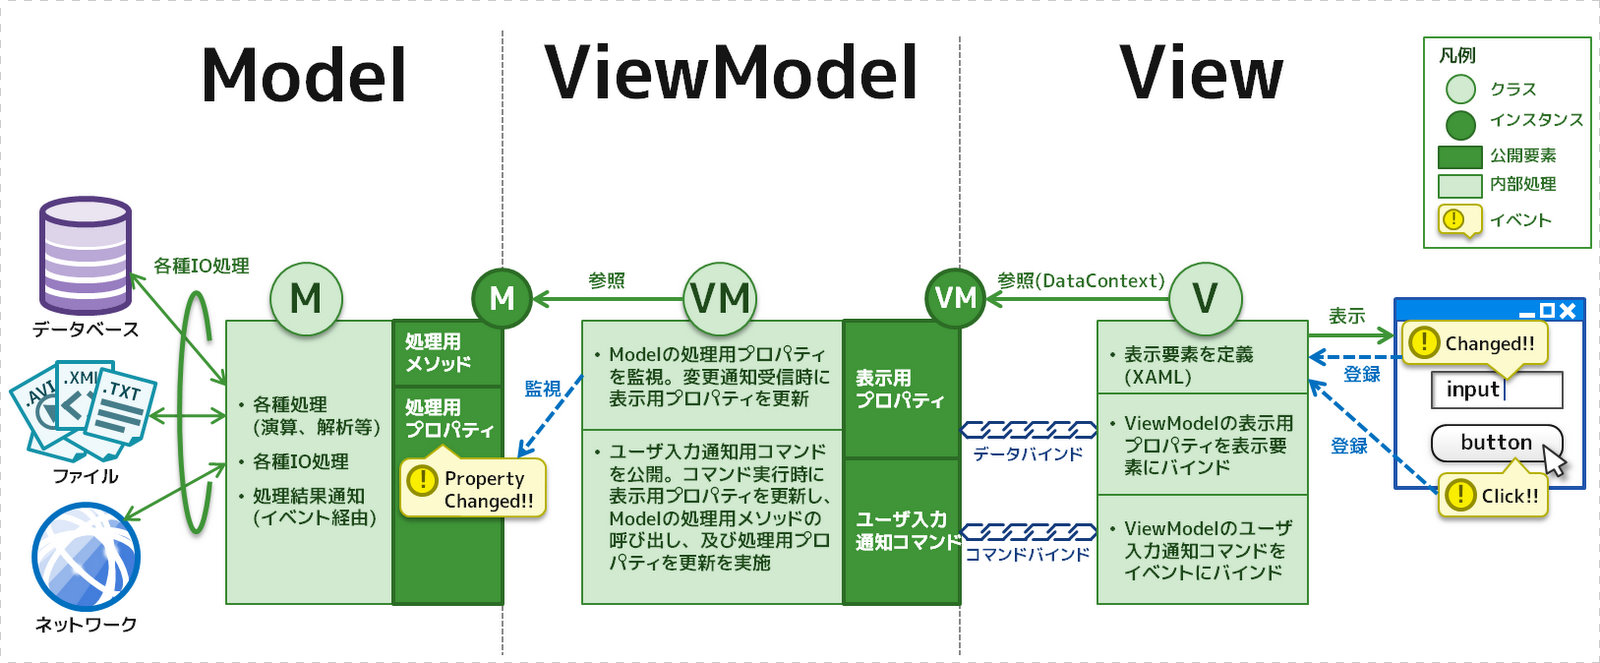 Model
ViewModel
View
凡例
クラス
インスタンス
公開要素
内部処理
!
イベント
各種IO処理
データベース
.AVI
.XML
.TXT
ファイル
ネットワーク
M
M
処理用
メソッド
処理用
プロパティ
・各種処理
(演算、解析等)
・各種IO処理
・処理結果通知
(イベント経由)
!
Property
Changed!!
参照
監視
VM
VM
・Modelの処理用プロパティ
を監視。変更通知受信時に
表示用プロパティを更新
・ユーザ入力通知用コマンド
を公開。コマンド実行時に
表示用プロパティを更新し、
Modelの処理用メソッドの
呼び出し、及び処理用プロ
パティを更新を実施
表示用
プロパティ
ユーザ入力
通知コマンド
参照(DataContext)
データバインド
コマンドバインド
V
・表示要素を定義
(XAML)
・ViewModelの表示用
プロパティを表示要
素にバインド
・ViewModelのユーザ
入力通知コマンドを
イベントにバインド
表示
登録
登録
!
Changed!!
input
button
!
Click!!